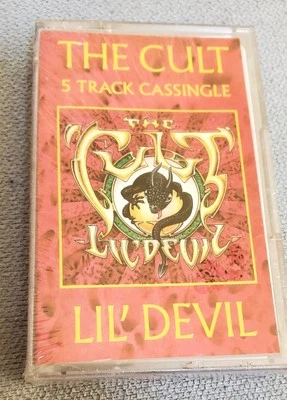 THE CULT
5 TRACK CASSINGLE
THE
CULT
LIL' DEVIL
LIL' DEVIL